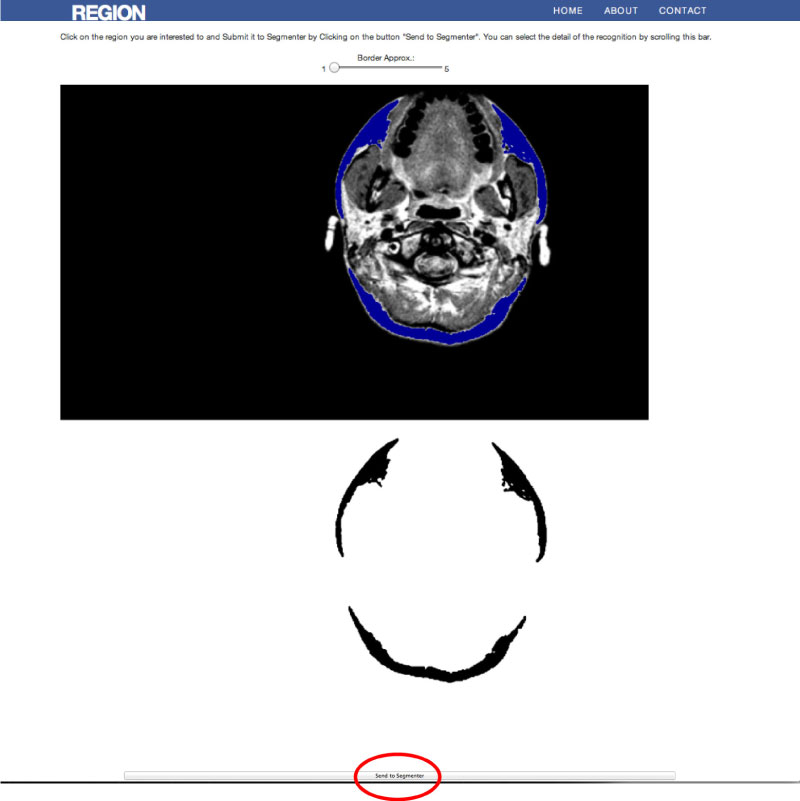 REGION
HOME ABOUT CONTACT
Click on the region you are interested to and Submit it to Segmenter by Clicking on the button "Send to Segmenter". You can select the detail of the recognition by scrolling this bar.
Border Approx.:
1 5
Send to Segmenter